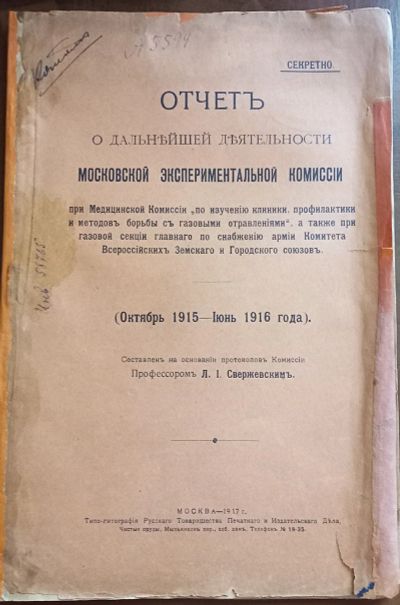 А 5599
СЕКРЕТНО.
ОТЧЕТЪ
О ДАЛЬНѢЙШЕЙ ДѢЯТЕЛЬНОСТИ
МОСКОВСКОЙ ЭКСПЕРИМЕНТАЛЬНОЙ КОМИССІИ
при Медицинской Комиссіи „по изученію клиники, профилактики
и методовъ борьбы съ газовыми отравленіями“, а также при
газовой секціи главнаго по снабженію арміи Комитета
Всероссійскихъ Земскаго и Городского союзовъ.
Инв 51785
(Октябрь 1915—Іюнь 1916 года).
Составленъ на основаніи протоколовъ Комиссіи
Профессоромъ Л. І. Свержевскимъ.
МОСКВА—1917 г.
Типо-литографія Русскаго Товарищества Печатнаго и Издательскаго Дѣла,
Чистые пруды, Мыльниковъ пер., соб. домъ. Телефонъ № 18-35.